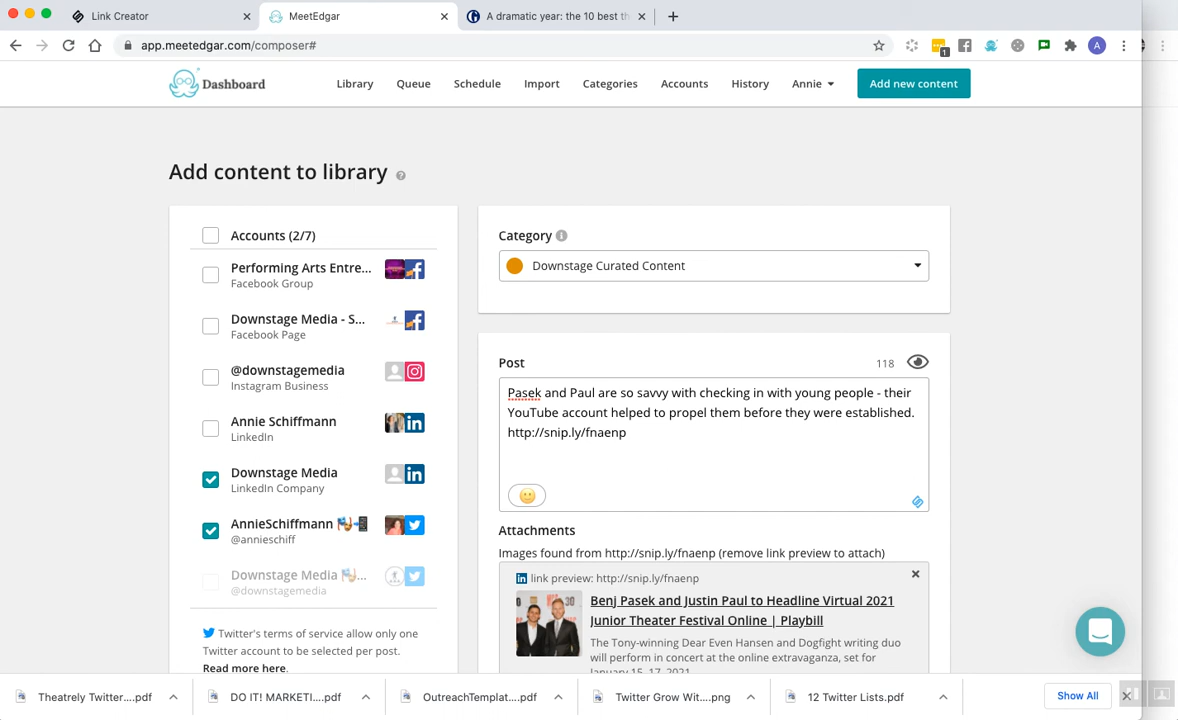 Link Creator
MeetEdgar
A dramatic year: the 10 best th
app.meetedgar.com/composer#
1
A
Dashboard
Library
Queue
Schedule
Import
Categories
Accounts
History
Annie
Add new content
Add content to library
?
Accounts (2/7)
Performing Arts Entre...
Facebook Group
Downstage Media - S...
Facebook Page
@downstagemedia
Instagram Business
Annie Schiffmann
LinkedIn
Downstage Media
LinkedIn Company
AnnieSchiffmann 🎭📲
@annieschiff
Downstage Media 🎭...
@downstagemedia
Twitter's terms of service allow only one
Twitter account to be selected per post.
Read more here.
Category
Downstage Curated Content
Post
118
Pasek and Paul are so savvy with checking in with young people - their
YouTube account helped to propel them before they were established.
http://snip.ly/fnaenp
Attachments
Images found from http://snip.ly/fnaenp (remove link preview to attach)
link preview: http://snip.ly/fnaenp
Benj Pasek and Justin Paul to Headline Virtual 2021
Junior Theater Festival Online | Playbill
The Tony-winning Dear Even Hansen and Dogfight writing duo
will perform in concert at the online extravaganza, set for
January 15-17, 2021.
Theatrely Twitter....pdf
DO IT! MARKETI....pdf
OutreachTemplat....pdf
Twitter Grow Wit....png
12 Twitter Lists.pdf
Show All